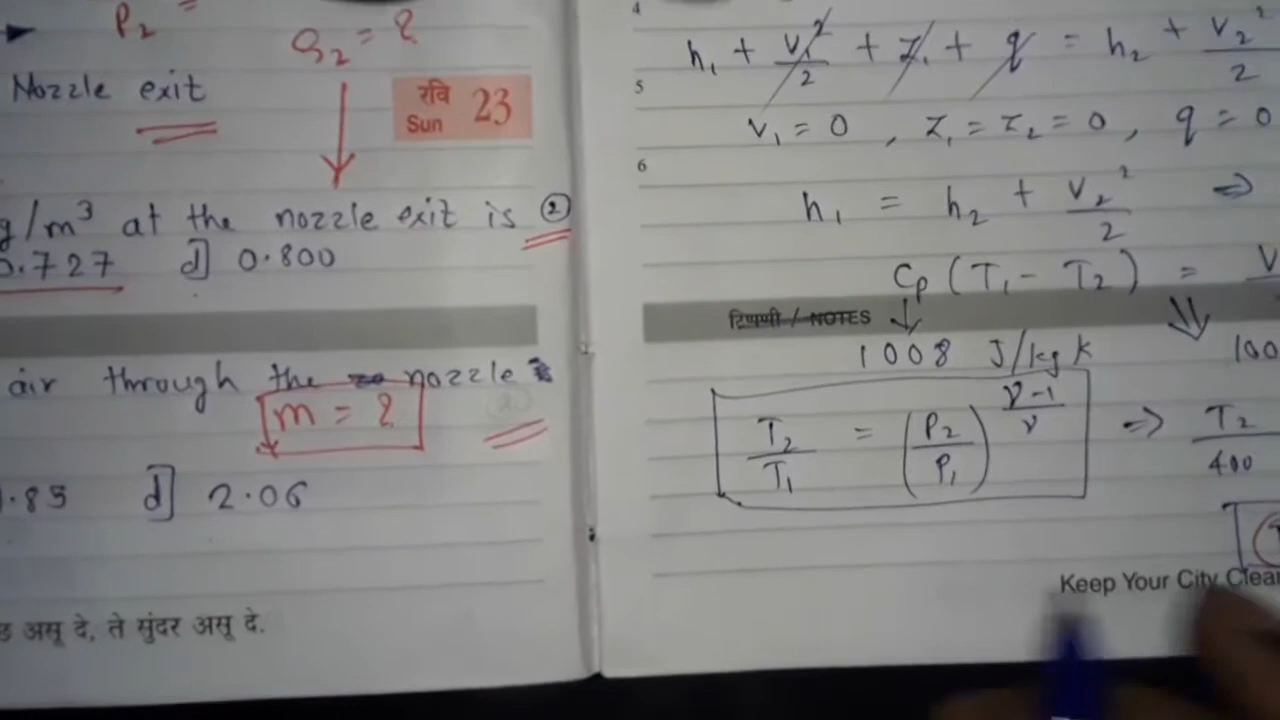 P2 =
ρ2 = ?
Nozzle exit
रवि
Sun 23
g/m³ at the nozzle exit is ②
0.727 d] 0.800
air through the nozzle
m = ?
.85 d] 2.06
असू दे, ते सुंदर असू दे.
4
h1 + V1²/2 + z1 + q = h2 + V2²/2
5
V1 = 0 , z1 = z2 = 0 , q = 0
6
h1 = h2 + V2²/2 ⇒
Cp (T1 - T2) = V
टिप्पणी / NOTES
1008 J/kg K 100
T2/T1 = (P2/P1)^(γ-1/γ) ⇒ T2/400
Keep Your City Clean